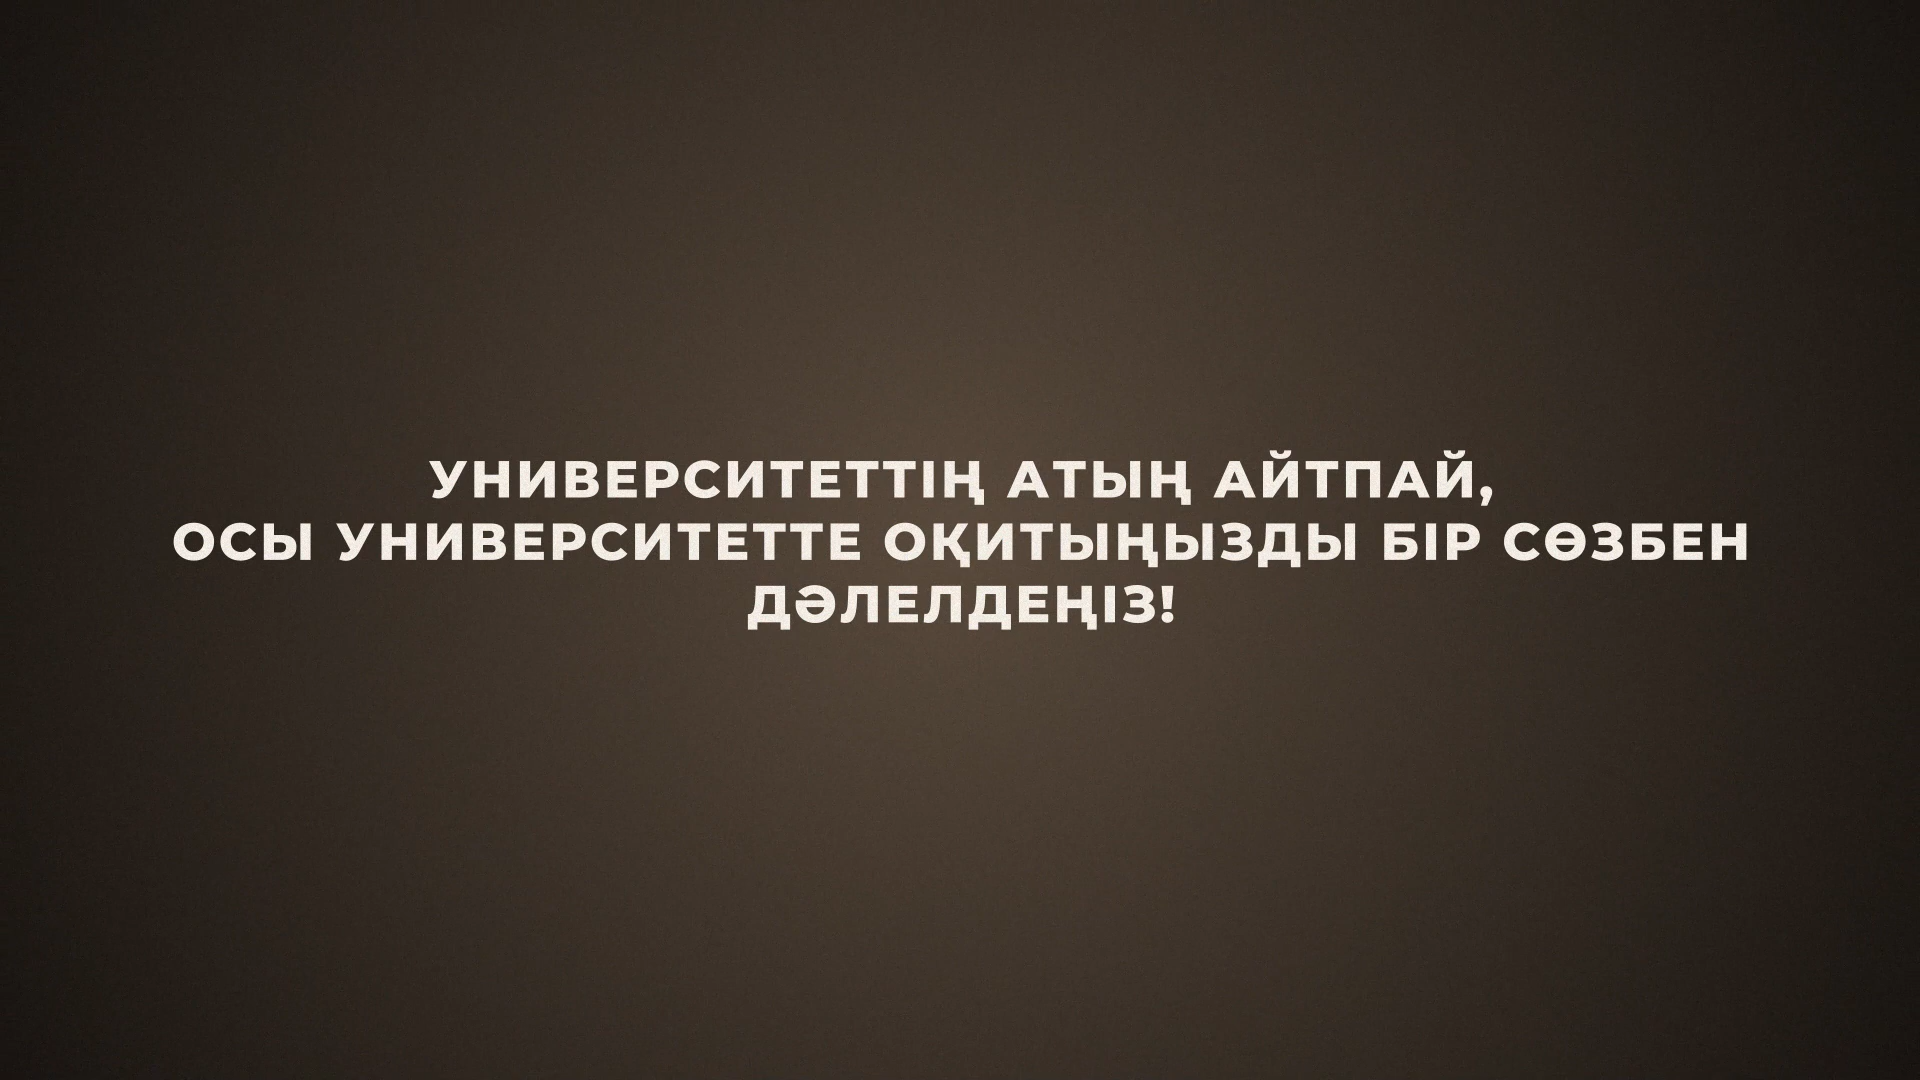 УНИВЕРСИТЕТТІҢ АТЫҢ АЙТПАЙ,
ОСЫ УНИВЕРСИТЕТТЕ ОҚИТЫҢЫЗДЫ БІР СӨЗБЕН
ДӘЛЕЛДЕҢІЗ!